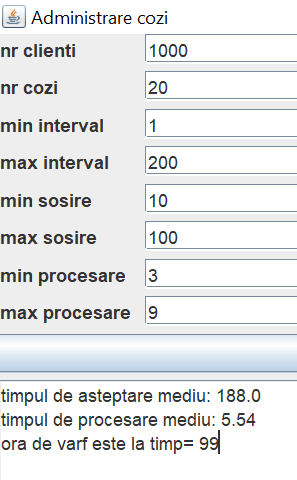 Administrare cozi
nr clienti 1000
nr cozi 20
min interval 1
max interval 200
min sosire 10
max sosire 100
min procesare 3
max procesare 9
timpul de asteptare mediu: 188.0
timpul de procesare mediu: 5.54
ora de varf este la timp= 99